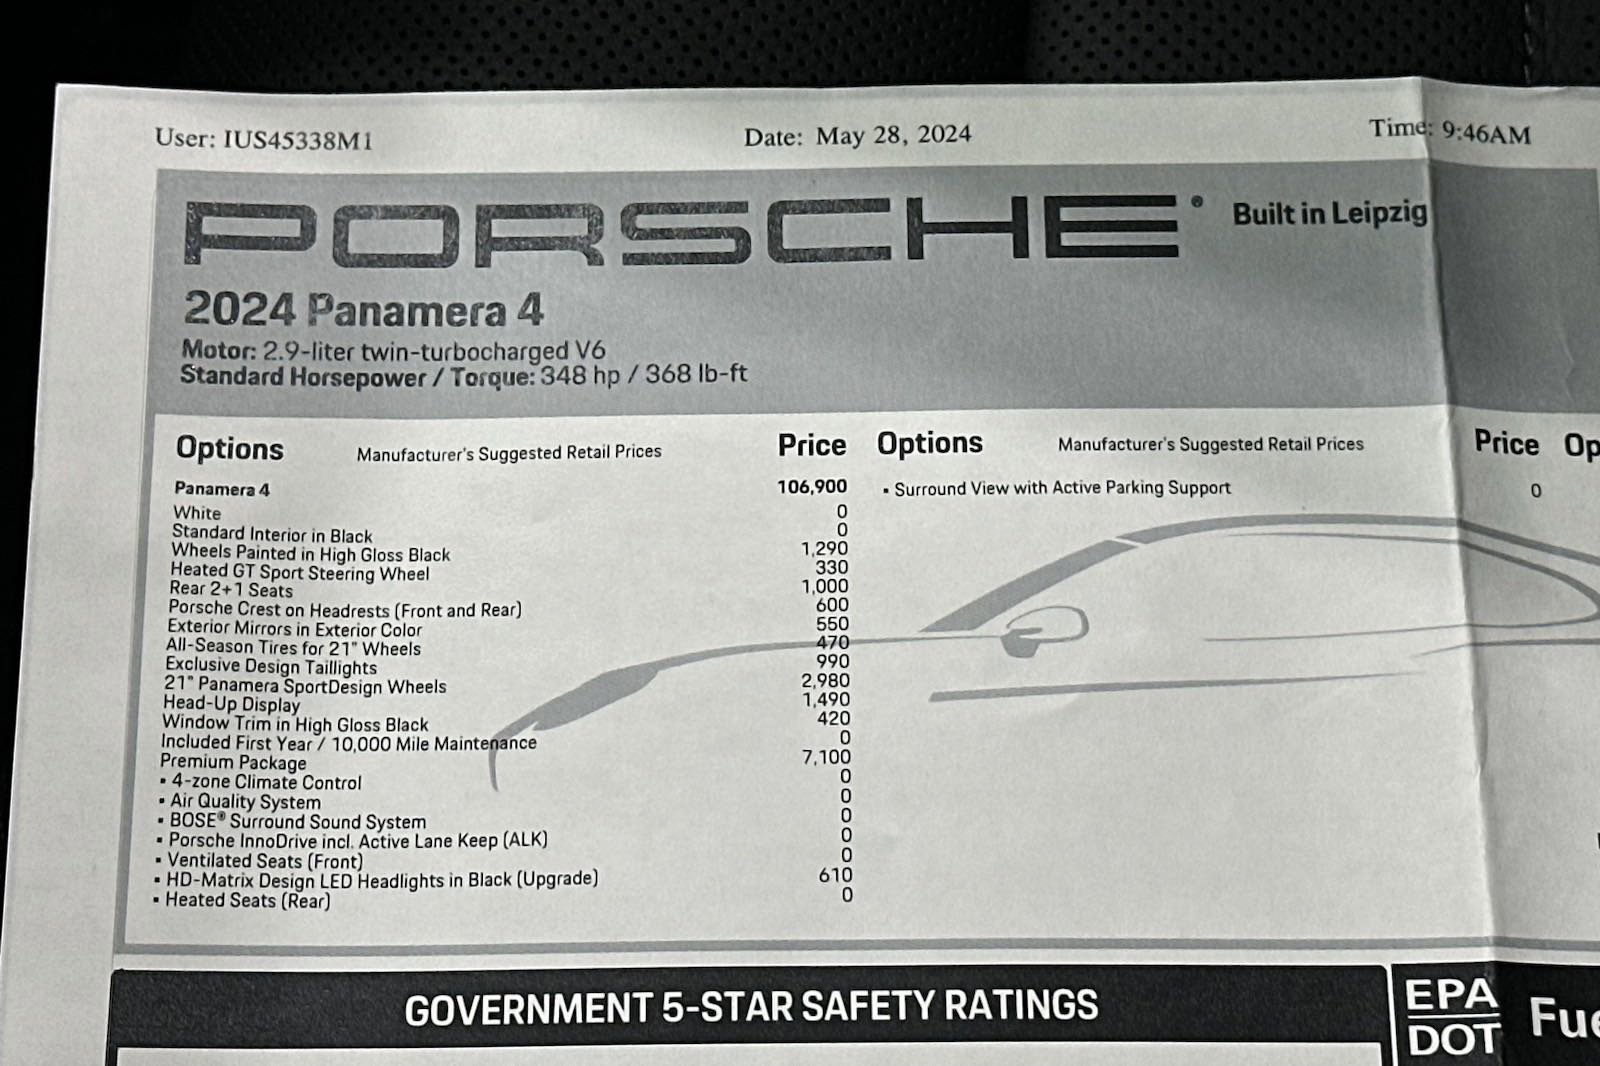 User: IUS45338M1 Date: May 28, 2024 Time: 9:46AM
PORSCHE® Built in Leipzig
2024 Panamera 4
Motor: 2.9-liter twin-turbocharged V6
Standard Horsepower / Torque: 348 hp / 368 lb-ft
Options Manufacturer's Suggested Retail Prices Price
Panamera 4 106,900
White 0
Standard Interior in Black 0
Wheels Painted in High Gloss Black 1,290
Heated GT Sport Steering Wheel 330
Rear 2+1 Seats 1,000
Porsche Crest on Headrests (Front and Rear) 600
Exterior Mirrors in Exterior Color 550
All-Season Tires for 21" Wheels 470
Exclusive Design Taillights 990
21" Panamera SportDesign Wheels 2,980
Head-Up Display 1,490
Window Trim in High Gloss Black 420
Included First Year / 10,000 Mile Maintenance 0
Premium Package 7,100
▪ 4-zone Climate Control 0
▪ Air Quality System 0
▪ BOSE® Surround Sound System 0
▪ Porsche InnoDrive incl. Active Lane Keep (ALK) 0
▪ Ventilated Seats (Front) 0
▪ HD-Matrix Design LED Headlights in Black (Upgrade) 610
▪ Heated Seats (Rear) 0
Options Manufacturer's Suggested Retail Prices Price
▪ Surround View with Active Parking Support 0
Op
GOVERNMENT 5-STAR SAFETY RATINGS
EPA
DOT
Fue